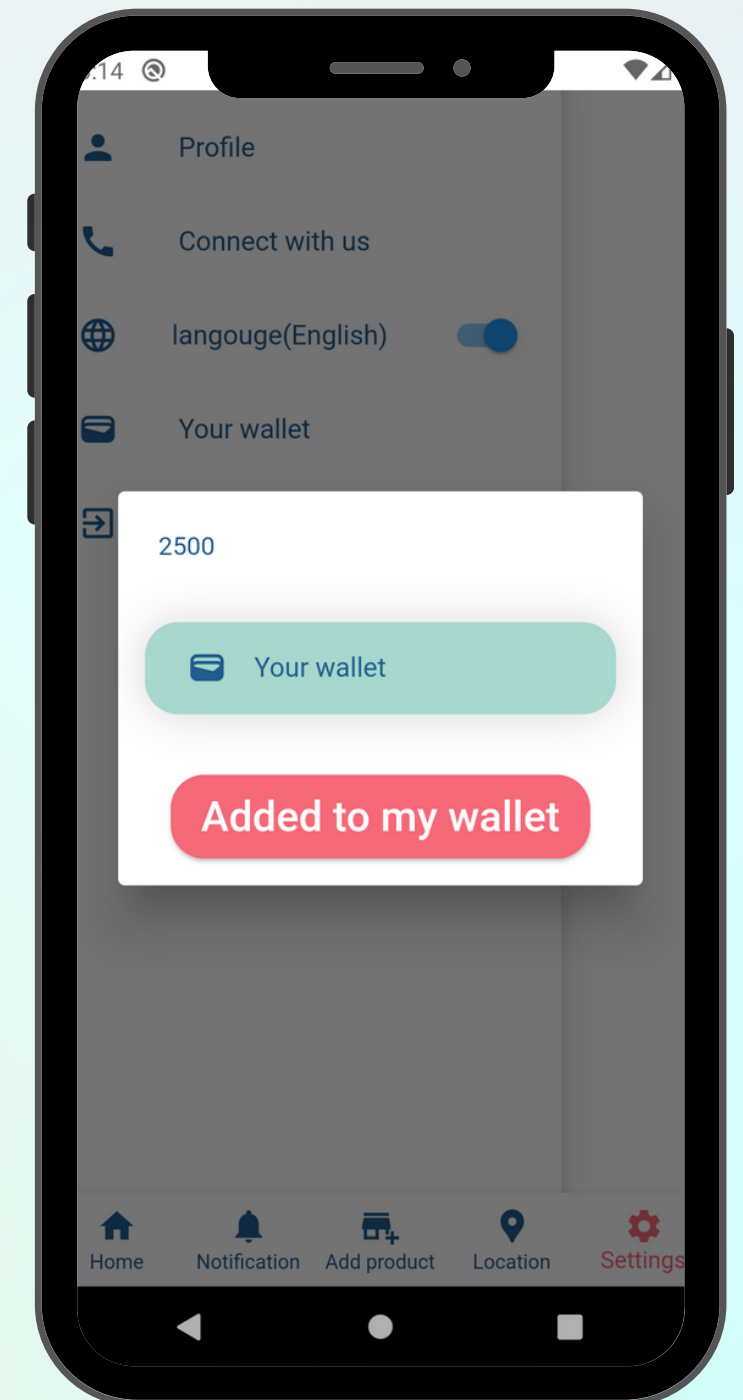 :14
Profile
Connect with us
langouge(English)
Your wallet
2500
Your wallet
Added to my wallet
Home Notification Add product Location Settings